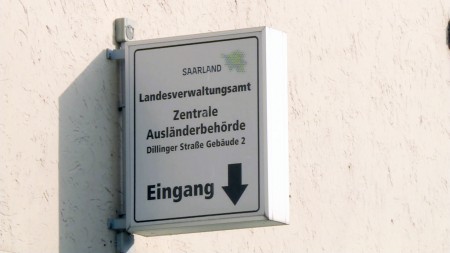 SAARLAND
Landesverwaltungsamt
Zentrale
Ausländerbehörde
Dillinger Straße Gebäude 2
Eingang